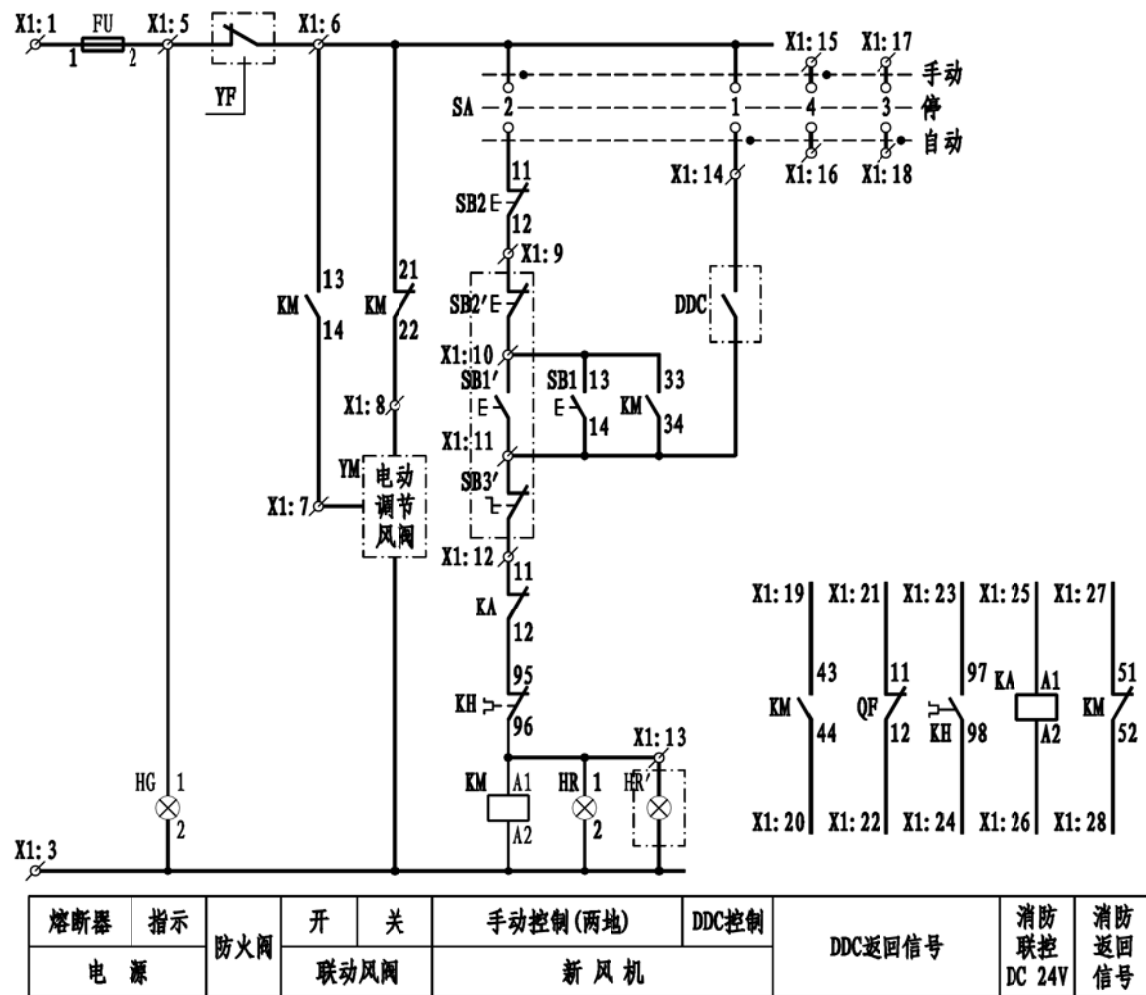 X1:1
FU
1
2
X1:5
YF
X1:6
X1:15
X1:17
手动
SA
2
1
4
3
停
自动
X1:14
X1:16
X1:18
SB2
11
12
X1:9
KM
13
14
KM
21
22
SB2′
DDC
X1:10
SB1′
SB1
13
14
KM
33
34
X1:8
X1:11
YM
电动
调节
风阀
X1:7
SB3′
X1:12
KA
11
12
KH
95
96
X1:13
HG
1
2
KM
A1
A2
HR
1
2
HR′
X1:3
X1:19
X1:21
X1:23
X1:25
X1:27
KM
43
44
QF
11
12
KH
97
98
KA
A1
A2
KM
51
52
X1:20
X1:22
X1:24
X1:26
X1:28
熔断器
指示
防火阀
开
关
手动控制(两地)
DDC控制
DDC返回信号
消防
联控
DC 24V
消防
返回
信号
电 源
联动风阀
新 风 机